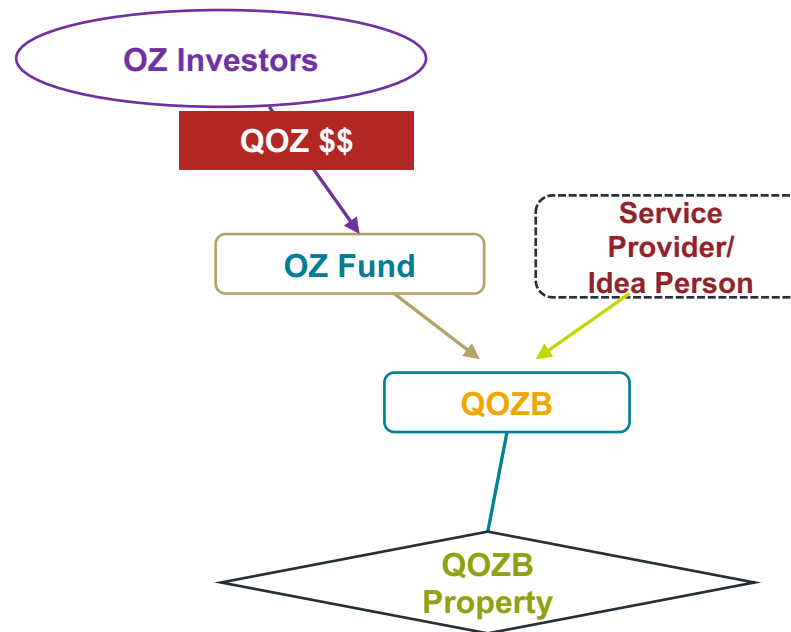 OZ Investors
QOZ $$
Service
Provider/
Idea Person
OZ Fund
QOZB
QOZB
Property